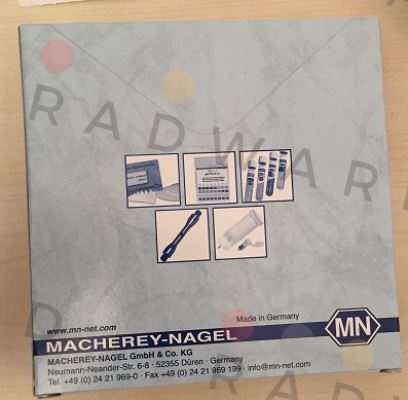 RADWARE
www.mn-net.com
Made in Germany
MACHEREY-NAGEL
MN
MACHEREY-NAGEL GmbH & Co. KG
Neumann-Neander-Str. 6-8 · 52355 Düren · Germany
Tel. +49 (0) 24 21 969-0 · Fax +49 (0) 24 21 969 199 · info@mn-net.com
RADWARE